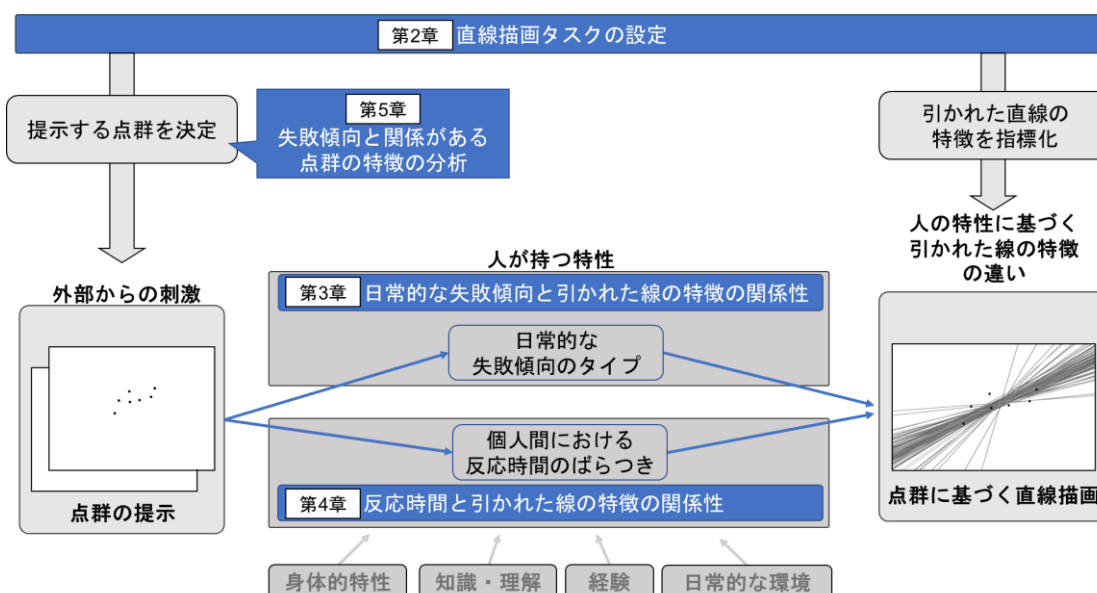 第2章 直線描画タスクの設定
提示する点群を決定
第5章
失敗傾向と関係がある
点群の特徴の分析
引かれた直線の
特徴を指標化
人の特性に基づく
引かれた線の特徴
の違い
人が持つ特性
外部からの刺激
第3章 日常的な失敗傾向と引かれた線の特徴の関係性
日常的な
失敗傾向のタイプ
個人間における
反応時間のばらつき
第4章 反応時間と引かれた線の特徴の関係性
点群の提示
点群に基づく直線描画
身体的特性
知識・理解
経験
日常的な環境